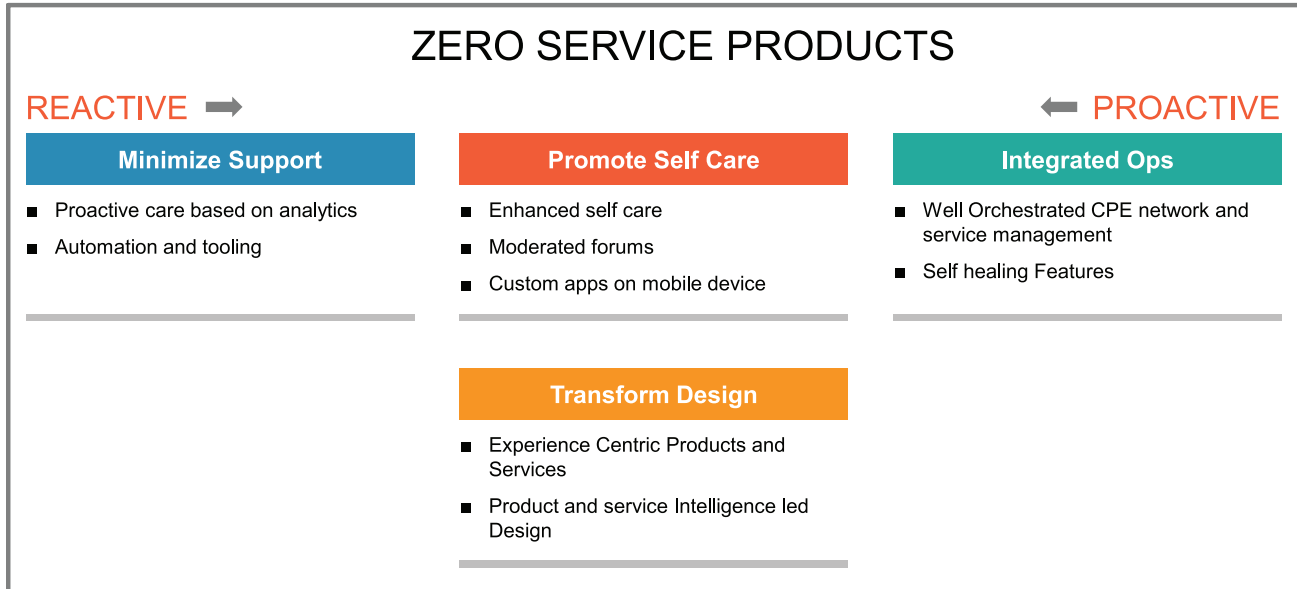 ZERO SERVICE PRODUCTS
REACTIVE
PROACTIVE
Minimize Support
■ Proactive care based on analytics
■ Automation and tooling
Promote Self Care
■ Enhanced self care
■ Moderated forums
■ Custom apps on mobile device
Integrated Ops
■ Well Orchestrated CPE network and
service management
■ Self healing Features
Transform Design
■ Experience Centric Products and
Services
■ Product and service Intelligence led
Design